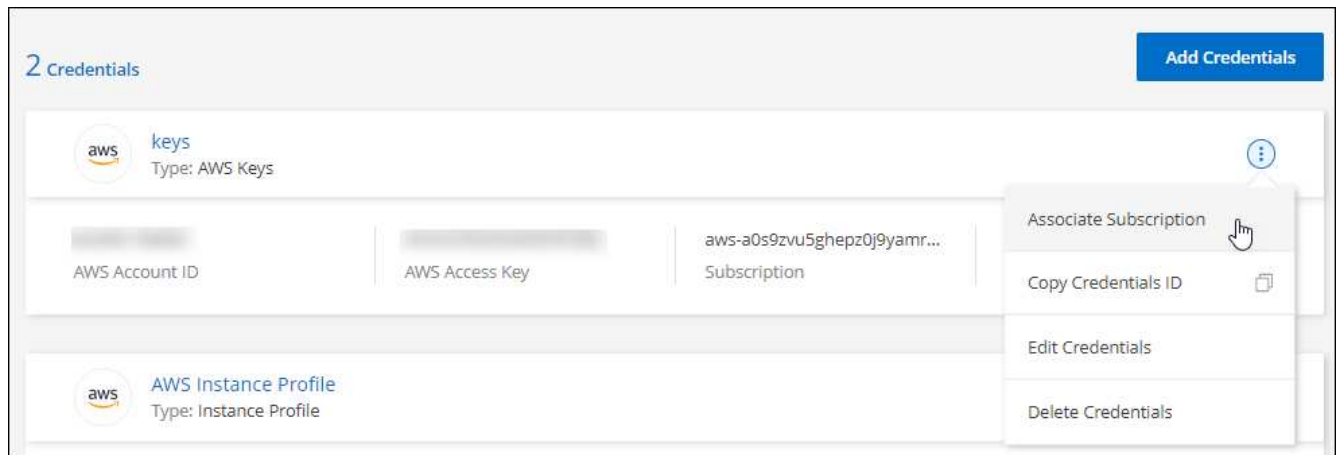 2 Credentials
Add Credentials
aws
keys
Type: AWS Keys
Associate Subscription
aws-a0s9zvu5ghepz0j9yamr...
AWS Account ID
AWS Access Key
Subscription
Copy Credentials ID
Edit Credentials
aws
AWS Instance Profile
Type: Instance Profile
Delete Credentials